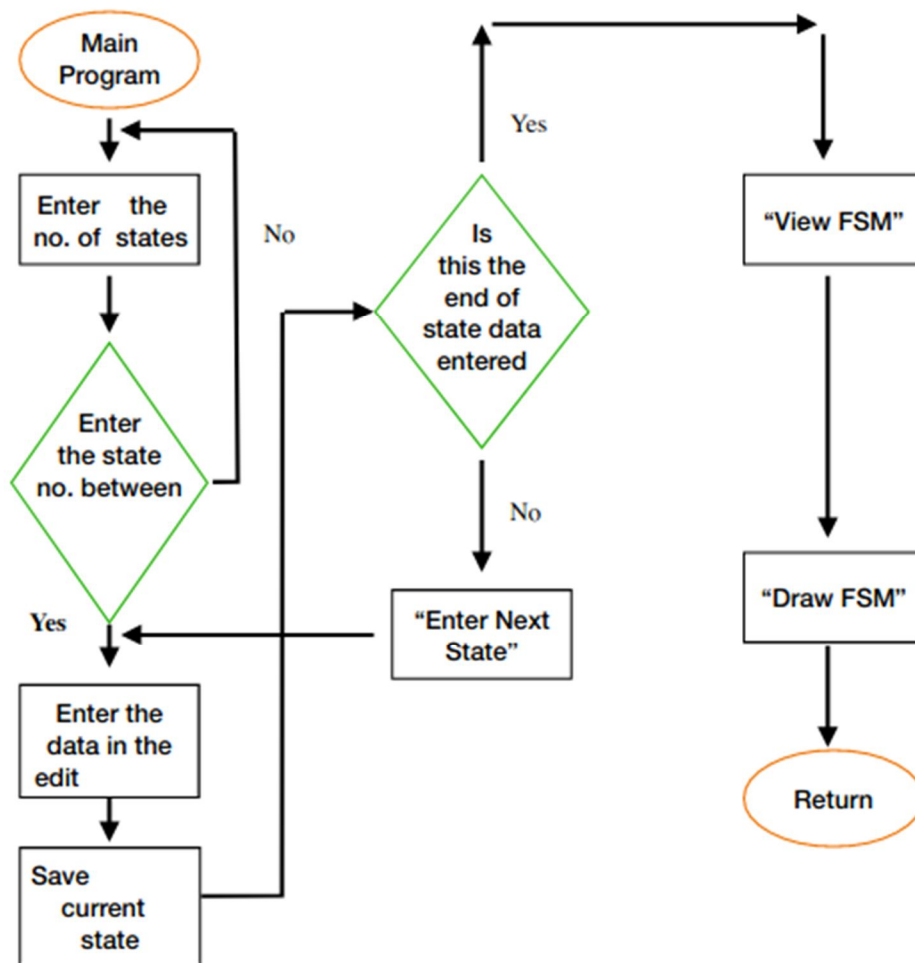 Main
Program
Enter the
no. of states
No
Enter
the state
no. between
Yes
Enter the
data in the
edit
Save
current
state
Yes
Is
this the
end of
state data
entered
No
“Enter Next
State”
“View FSM”
“Draw FSM”
Return